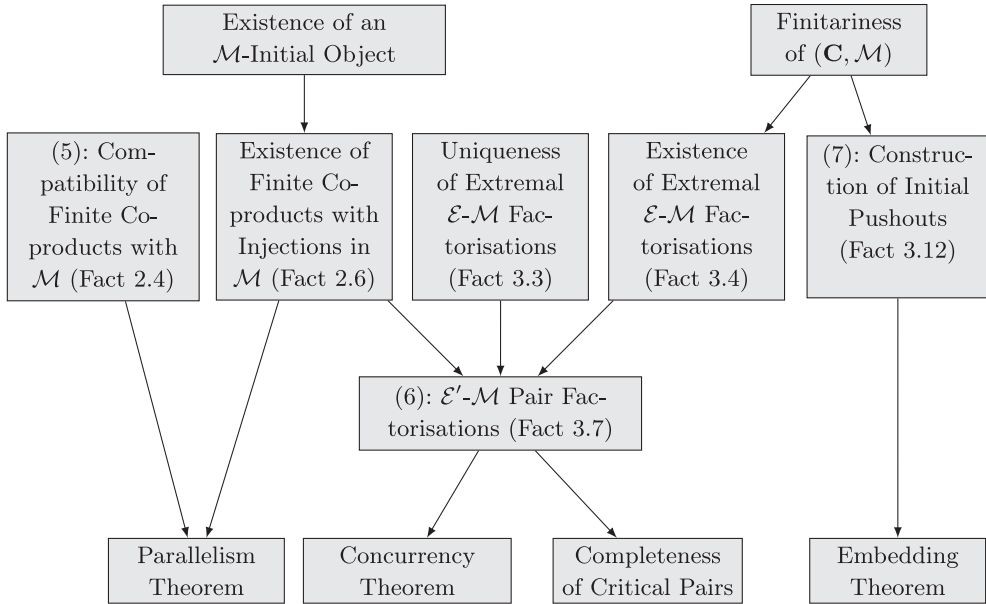 Existence of an
ℳ-Initial Object
Finitariness
of (𝐂, ℳ)
(5): Com-
patibility of
Finite Co-
products with
ℳ (Fact 2.4)
Existence of
Finite Co-
products with
Injections in
ℳ (Fact 2.6)
Uniqueness
of Extremal
ℰ-ℳ Fac-
torisations
(Fact 3.3)
Existence
of Extremal
ℰ-ℳ Fac-
torisations
(Fact 3.4)
(7): Construc-
tion of Initial
Pushouts
(Fact 3.12)
(6): ℰ′-ℳ Pair Fac-
torisations (Fact 3.7)
Parallelism
Theorem
Concurrency
Theorem
Completeness
of Critical Pairs
Embedding
Theorem